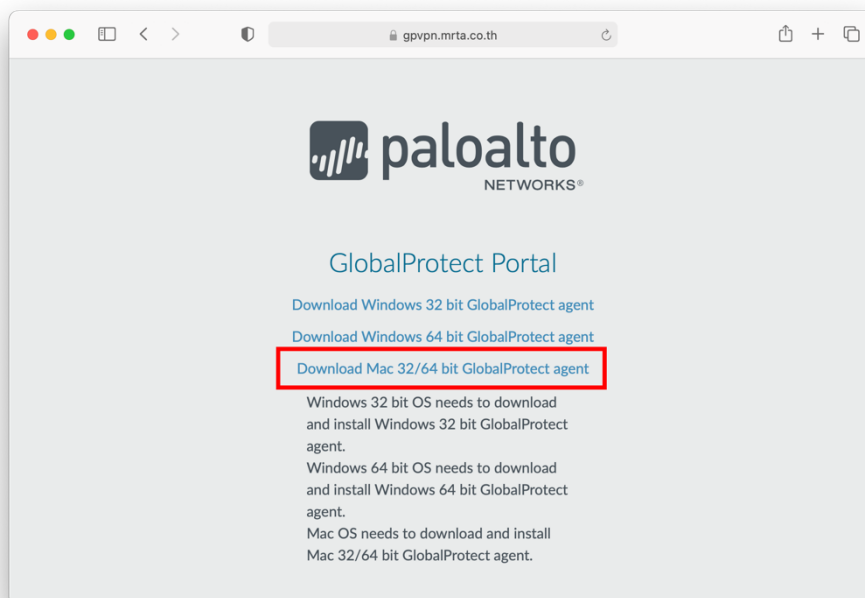 gpvpn.mrta.co.th
paloalto
NETWORKS®
GlobalProtect Portal
Download Windows 32 bit GlobalProtect agent
Download Windows 64 bit GlobalProtect agent
Download Mac 32/64 bit GlobalProtect agent
Windows 32 bit OS needs to download
and install Windows 32 bit GlobalProtect
agent.
Windows 64 bit OS needs to download
and install Windows 64 bit GlobalProtect
agent.
Mac OS needs to download and install
Mac 32/64 bit GlobalProtect agent.